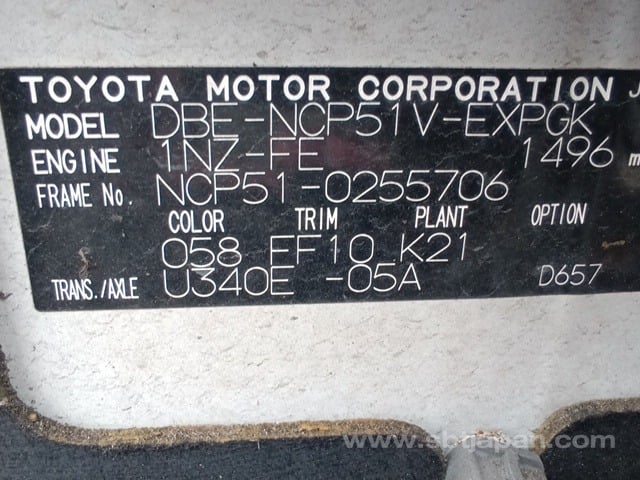 TOYOTA MOTOR CORPORATION J
MODEL DBE-NCP51V-EXPGK
ENGINE 1NZ-FE 1496 m
FRAME No. NCP51-0255706
COLOR TRIM PLANT OPTION
058 FF10 K21
TRANS./AXLE U340E -05A D657
www.sbtjapan.com